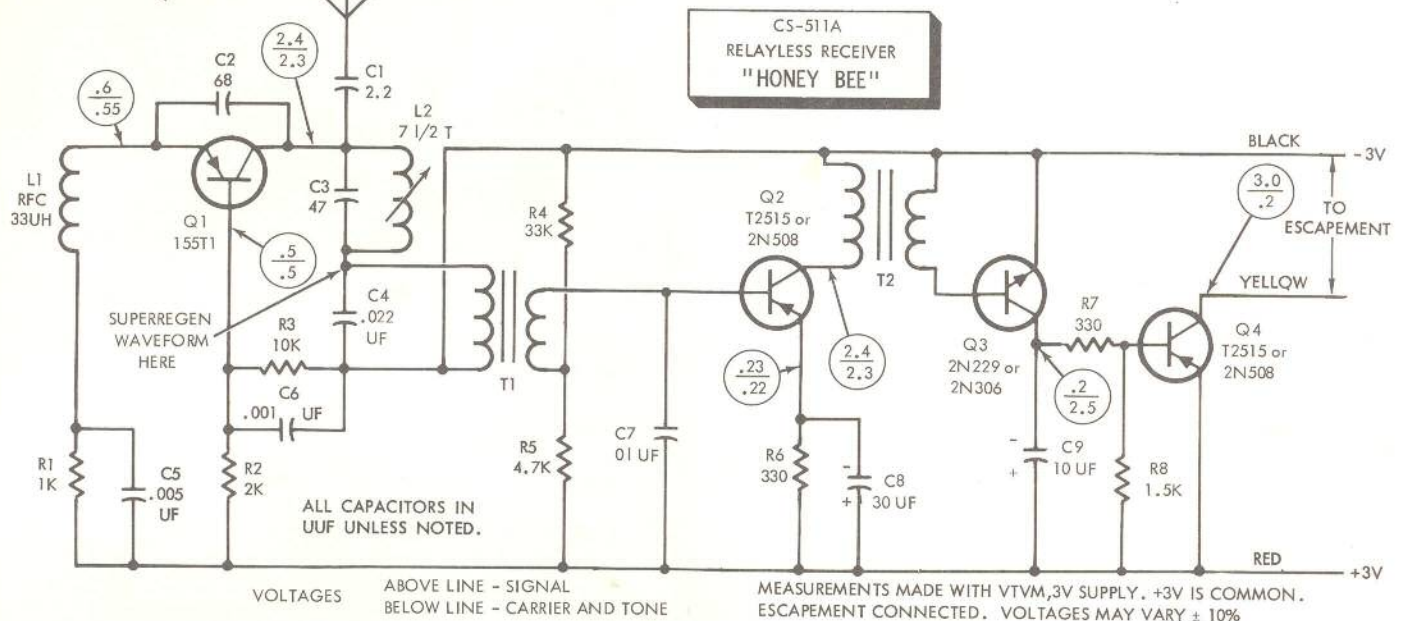 CS-511A
RELAYLESS RECEIVER
"HONEY BEE"
.6
.55
C2
68
2.4
2.3
C1
2.2
L2
7 1/2 T
L1
RFC
33UH
Q1
155T1
.5
.5
C3
47
SUPERREGEN
WAVEFORM
HERE
C4
.022
UF
R3
10K
C6
.001 UF
T1
R4
33K
R5
4.7K
R1
1K
C5
.005
UF
R2
2K
ALL CAPACITORS IN
UUF UNLESS NOTED.
C7
01 UF
Q2
T2515 or
2N508
T2
.23
.22
2.4
2.3
R6
330
-
+
C8
30 UF
Q3
2N229 or
2N306
.2
2.5
-
+
C9
10 UF
R7
330
R8
1.5K
Q4
T2515 or
2N508
3.0
.2
BLACK
-3V
TO
ESCAPEMENT
YELLOW
RED
+3V
VOLTAGES
ABOVE LINE - SIGNAL
BELOW LINE - CARRIER AND TONE
MEASUREMENTS MADE WITH VTVM,3V SUPPLY. +3V IS COMMON.
ESCAPEMENT CONNECTED. VOLTAGES MAY VARY ± 10%